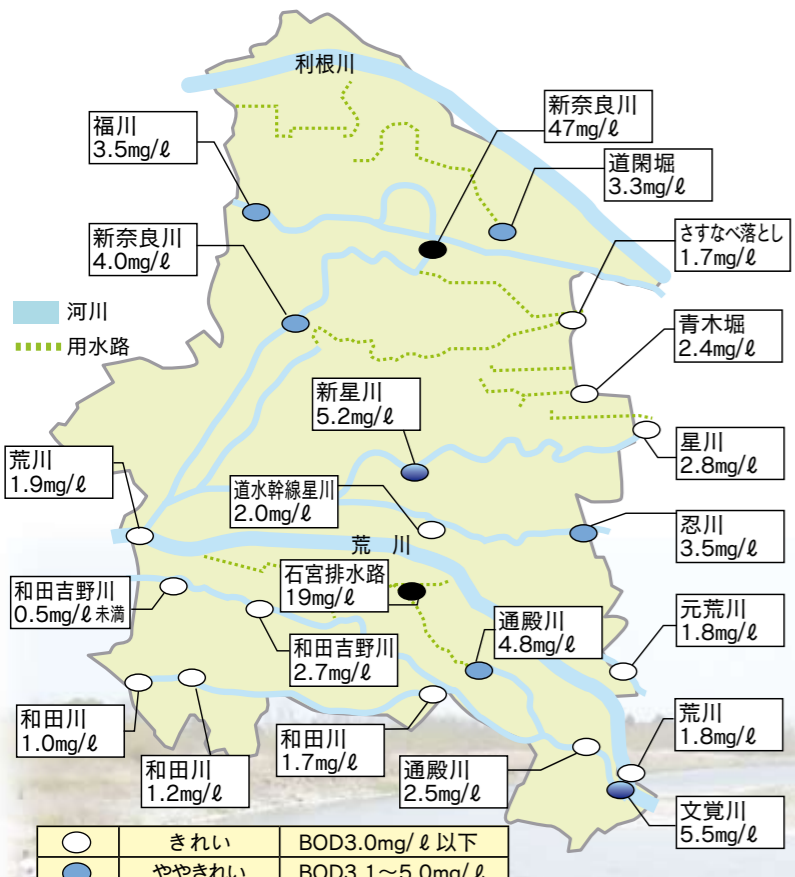 利根川
新奈良川
47mg/ℓ
福川
3.5mg/ℓ
道閑堀
3.3mg/ℓ
新奈良川
4.0mg/ℓ
さすなべ落とし
1.7mg/ℓ
河川
用水路
青木堀
2.4mg/ℓ
新星川
5.2mg/ℓ
星川
2.8mg/ℓ
荒川
1.9mg/ℓ
道水幹線星川
2.0mg/ℓ
忍川
3.5mg/ℓ
荒 川
石宮排水路
19mg/ℓ
和田吉野川
0.5mg/ℓ未満
和田吉野川
2.7mg/ℓ
通殿川
4.8mg/ℓ
元荒川
1.8mg/ℓ
和田川
1.0mg/ℓ
和田川
1.2mg/ℓ
和田川
1.7mg/ℓ
通殿川
2.5mg/ℓ
荒川
1.8mg/ℓ
文覚川
5.5mg/ℓ
きれい BOD3.0mg/ℓ以下
ややきれい BOD3.1～5.0mg/ℓ